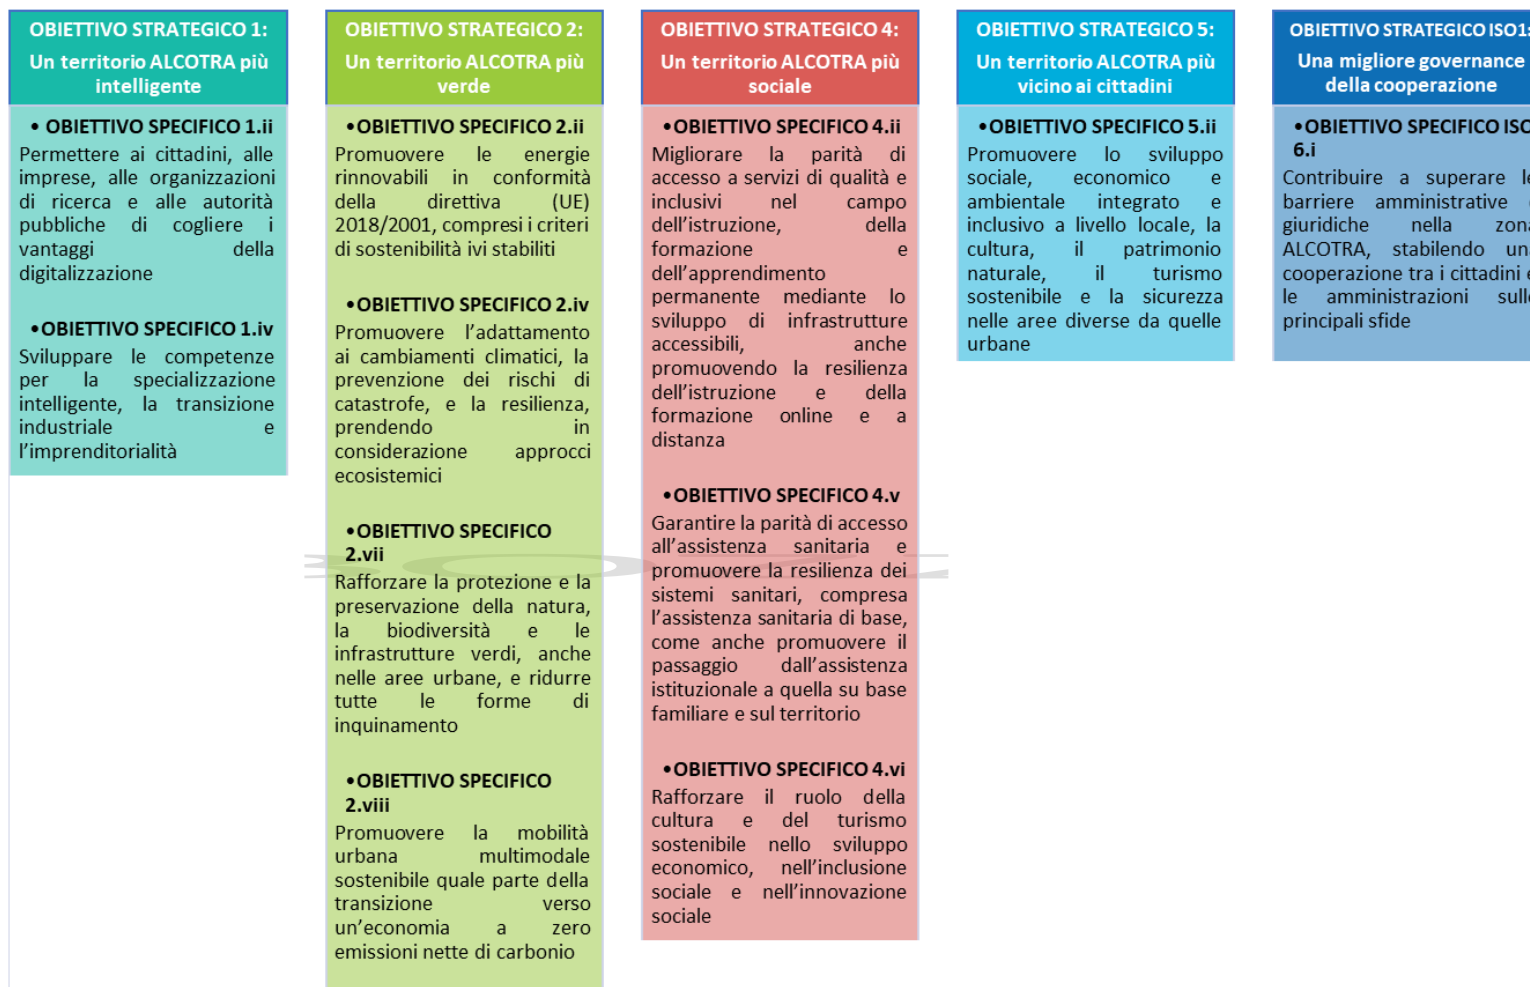 OBIETTIVO STRATEGICO 1:
Un territorio ALCOTRA più
intelligente
• OBIETTIVO SPECIFICO 1.ii
Permettere ai cittadini, alle
imprese, alle organizzazioni
di ricerca e alle autorità
pubbliche di cogliere i
vantaggi della
digitalizzazione
•OBIETTIVO SPECIFICO 1.iv
Sviluppare le competenze
per la specializzazione
intelligente, la transizione
industriale e
l’imprenditorialità
OBIETTIVO STRATEGICO 2:
Un territorio ALCOTRA più
verde
•OBIETTIVO SPECIFICO 2.ii
Promuovere le energie
rinnovabili in conformità
della direttiva (UE)
2018/2001, compresi i criteri
di sostenibilità ivi stabiliti
•OBIETTIVO SPECIFICO 2.iv
Promuovere l’adattamento
ai cambiamenti climatici, la
prevenzione dei rischi di
catastrofe, e la resilienza,
prendendo in
considerazione approcci
ecosistemici
•OBIETTIVO SPECIFICO
2.vii
Rafforzare la protezione e la
preservazione della natura,
la biodiversità e le
infrastrutture verdi, anche
nelle aree urbane, e ridurre
tutte le forme di
inquinamento
•OBIETTIVO SPECIFICO
2.viii
Promuovere la mobilità
urbana multimodale
sostenibile quale parte della
transizione verso
un’economia a zero
emissioni nette di carbonio
OBIETTIVO STRATEGICO 4:
Un territorio ALCOTRA più
sociale
•OBIETTIVO SPECIFICO 4.ii
Migliorare la parità di
accesso a servizi di qualità e
inclusivi nel campo
dell’istruzione, della
formazione e
dell’apprendimento
permanente mediante lo
sviluppo di infrastrutture
accessibili, anche
promuovendo la resilienza
dell’istruzione e della
formazione online e a
distanza
•OBIETTIVO SPECIFICO 4.v
Garantire la parità di accesso
all’assistenza sanitaria e
promuovere la resilienza dei
sistemi sanitari, compresa
l’assistenza sanitaria di base,
come anche promuovere il
passaggio dall’assistenza
istituzionale a quella su base
familiare e sul territorio
•OBIETTIVO SPECIFICO 4.vi
Rafforzare il ruolo della
cultura e del turismo
sostenibile nello sviluppo
economico, nell’inclusione
sociale e nell’innovazione
sociale
OBIETTIVO STRATEGICO 5:
Un territorio ALCOTRA più
vicino ai cittadini
•OBIETTIVO SPECIFICO 5.ii
Promuovere lo sviluppo
sociale, economico e
ambientale integrato e
inclusivo a livello locale, la
cultura, il patrimonio
naturale, il turismo
sostenibile e la sicurezza
nelle aree diverse da quelle
urbane
OBIETTIVO STRATEGICO ISO1:
Una migliore governance
della cooperazione
•OBIETTIVO SPECIFICO ISO
6.i
Contribuire a superare le
barriere amministrative
giuridiche nella zona
ALCOTRA, stabilendo una
cooperazione tra i cittadini e
le amministrazioni sulle
principali sfide